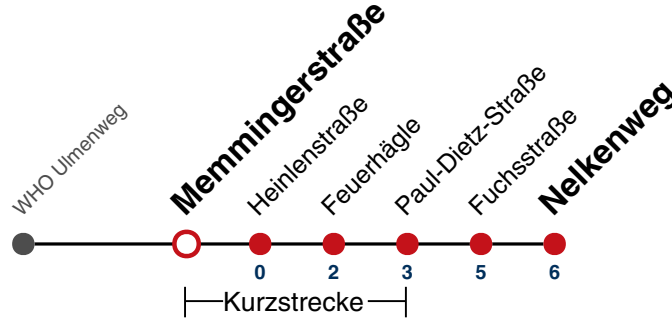 WHO Ulmenweg
Memmingerstraße
Heinlenstraße
Feuerhägle
Paul-Dietz-Straße
Fuchsstraße
Nelkenweg
0 2 3 5 6
Kurzstrecke